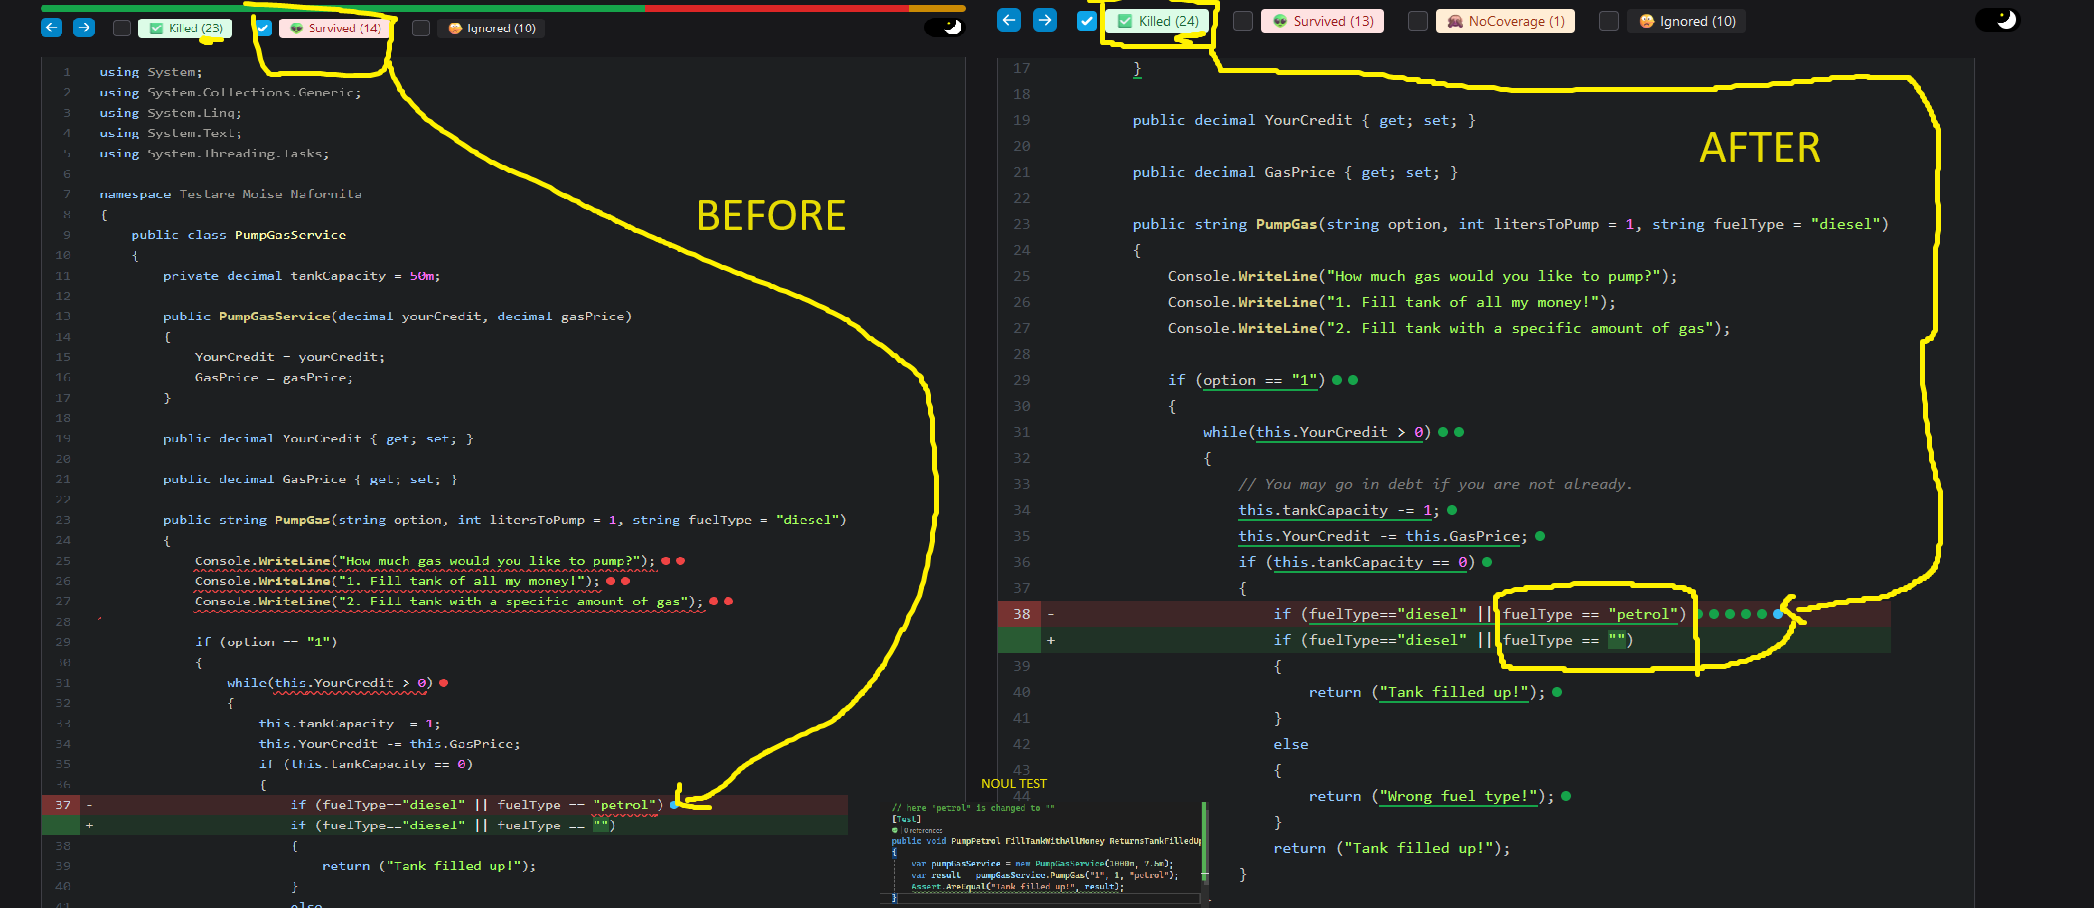 Killed (23)
Survived (14)
Ignored (10)
BEFORE
1 using System;
2 using System.Collections.Generic;
3 using System.Linq;
4 using System.Text;
5 using System.Threading.Tasks;
6
7 namespace Testare Moise Nafornita
8 {
9 public class PumpGasService
10 {
11 private decimal tankCapacity = 50m;
12
13 public PumpGasService(decimal yourCredit, decimal gasPrice)
14 {
15 YourCredit = yourCredit;
16 GasPrice = gasPrice;
17 }
18
19 public decimal YourCredit { get; set; }
20
21 public decimal GasPrice { get; set; }
22
23 public string PumpGas(string option, int litersToPump = 1, string fuelType = "diesel")
24 {
25 Console.WriteLine("How much gas would you like to pump?");
26 Console.WriteLine("1. Fill tank of all my money!");
27 Console.WriteLine("2. Fill tank with a specific amount of gas");
28
29 if (option == "1")
30 {
31 while(this.YourCredit > 0)
32 {
33 this.tankCapacity = 1;
34 this.YourCredit -= this.GasPrice;
35 if (this.tankCapacity == 0)
36 {
37 - if (fuelType=="diesel" || fuelType == "petrol")
+ if (fuelType=="diesel" || fuelType == "")
38 {
39 return ("Tank filled up!");
40 }
41 else
Killed (24)
Survived (13)
NoCoverage (1)
Ignored (10)
AFTER
17 }
18
19 public decimal YourCredit { get; set; }
20
21 public decimal GasPrice { get; set; }
22
23 public string PumpGas(string option, int litersToPump = 1, string fuelType = "diesel")
24 {
25 Console.WriteLine("How much gas would you like to pump?");
26 Console.WriteLine("1. Fill tank of all my money!");
27 Console.WriteLine("2. Fill tank with a specific amount of gas");
28
29 if (option == "1")
30 {
31 while(this.YourCredit > 0)
32 {
33 // You may go in debt if you are not already.
34 this.tankCapacity -= 1;
35 this.YourCredit -= this.GasPrice;
36 if (this.tankCapacity == 0)
37 {
38 - if (fuelType=="diesel" || fuelType == "petrol")
+ if (fuelType=="diesel" || fuelType == "")
39 {
40 return ("Tank filled up!");
41 }
42 else
43 {
44 return ("Wrong fuel type!");
}
return ("Tank filled up!");
}
NOUL TEST
// here "petrol" is changed to ""
[Test]
0 references
public void PumpPetrol FillTankWithAllMoney ReturnsTankFilledUp
{
var pumpGasService = new PumpGasService(1000m, 7.5m);
var result pumpGasService.PumpGas("1", 1, "petrol");
Assert.AreEqual("Tank filled up!", result);
}